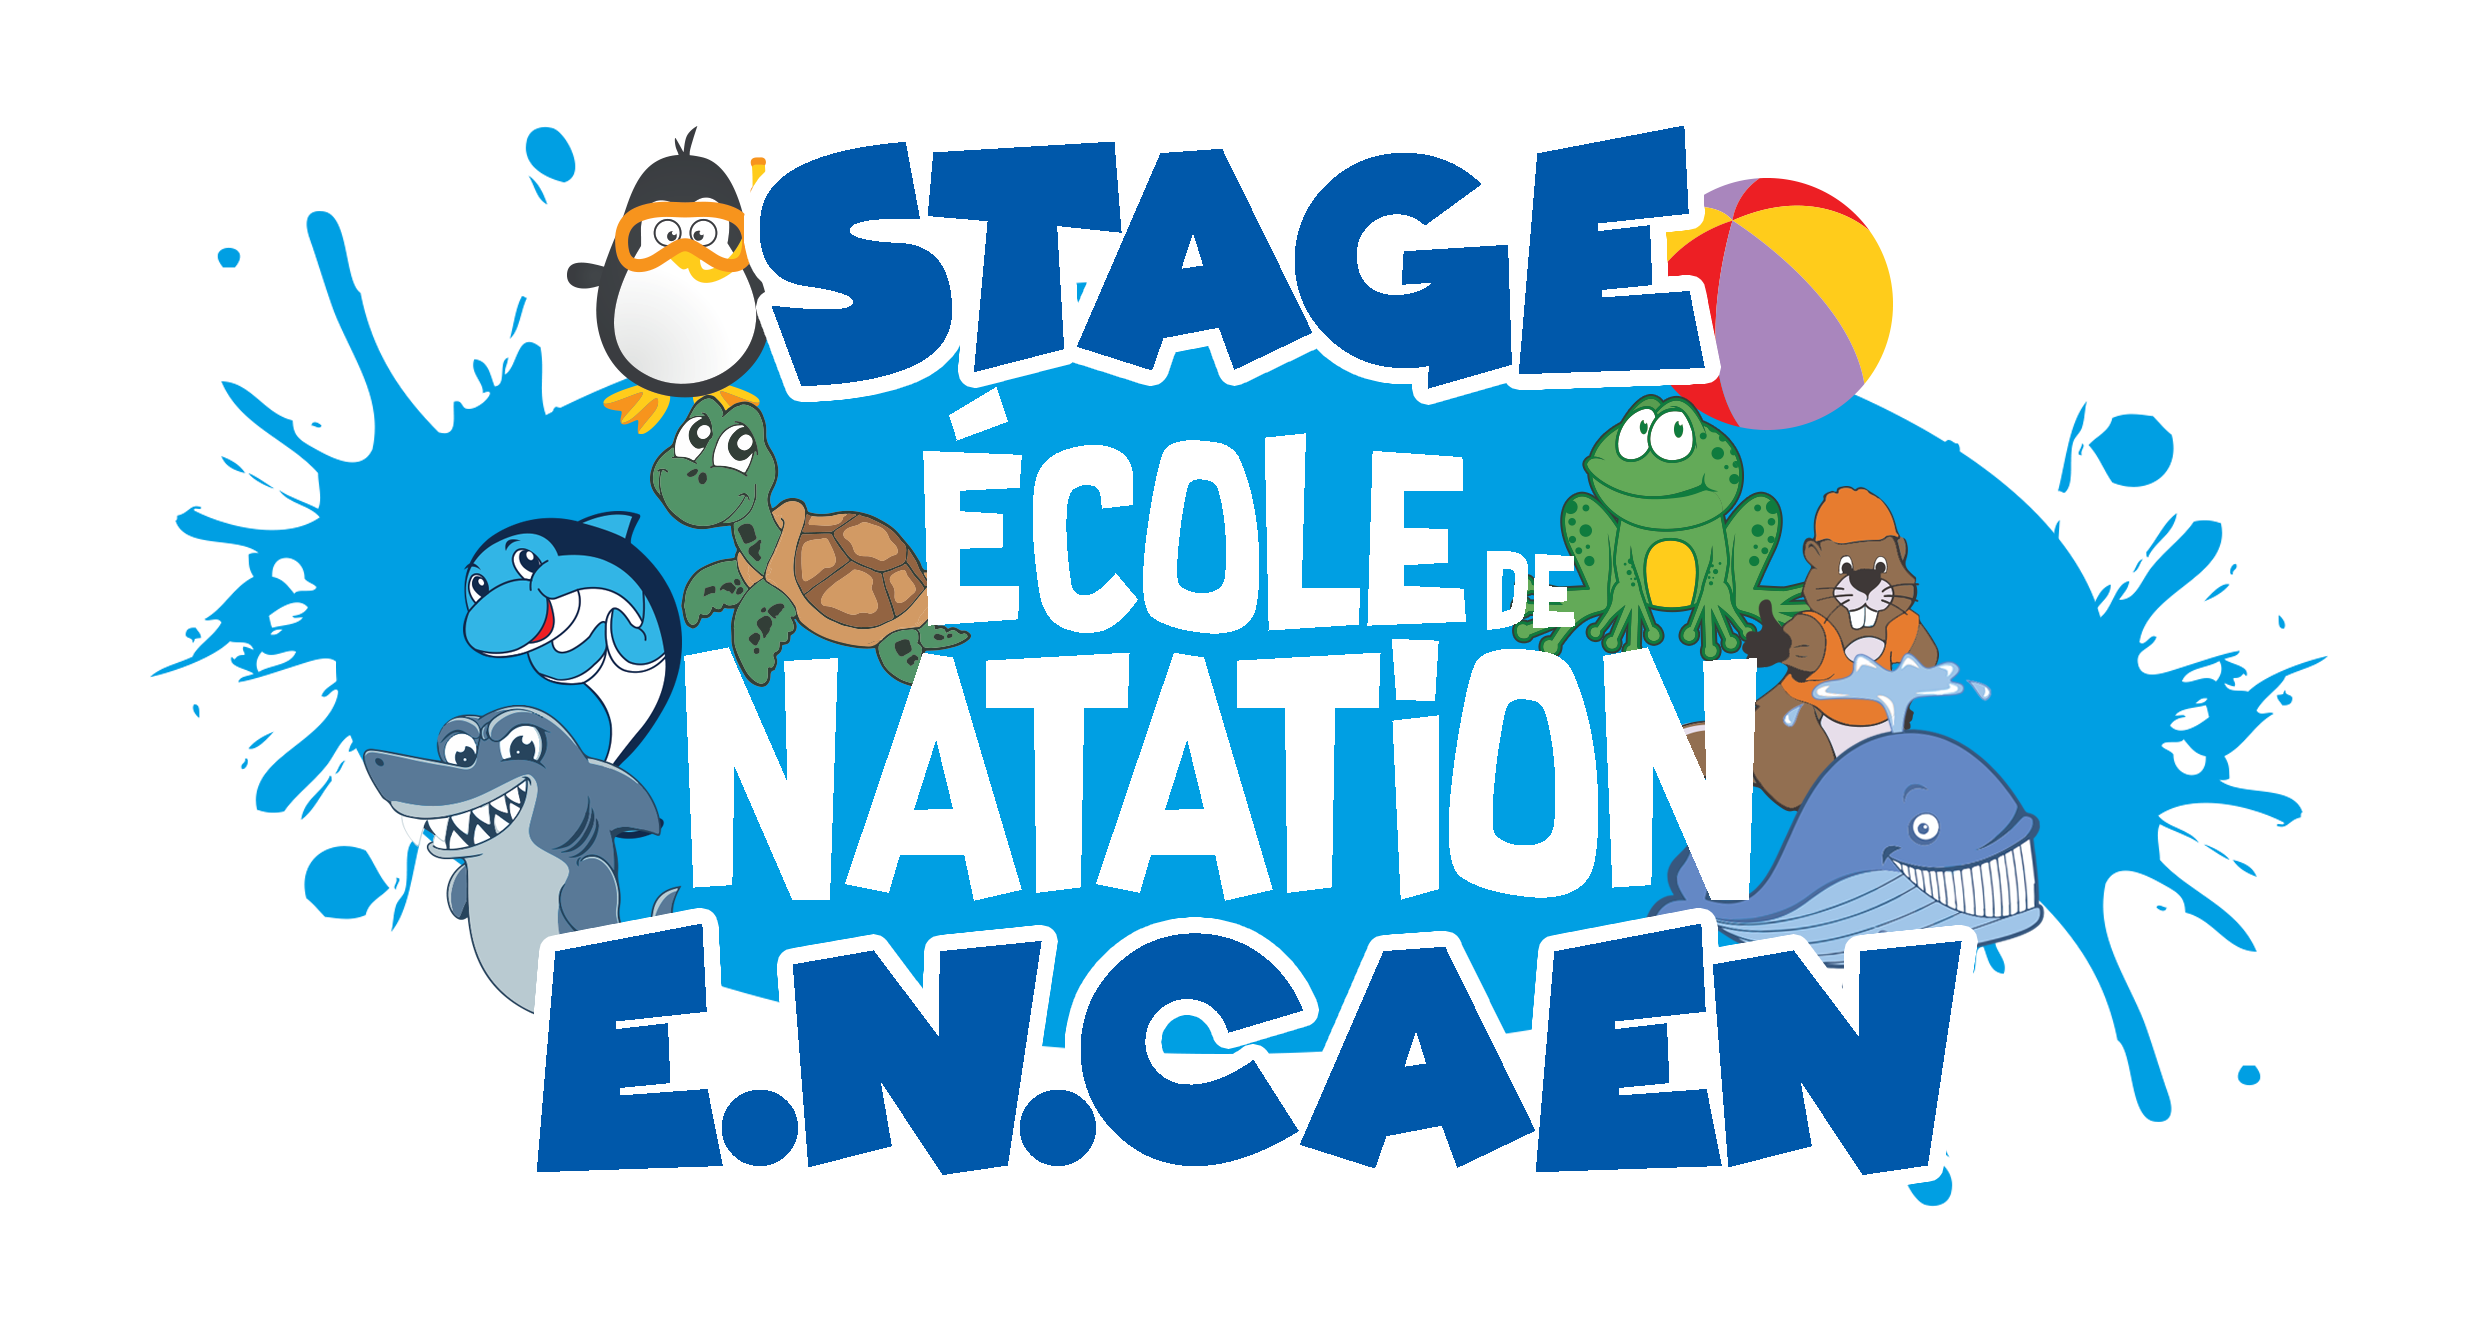 STAGE
ÉCOLE DE
NATATiON
E.N.CAEN